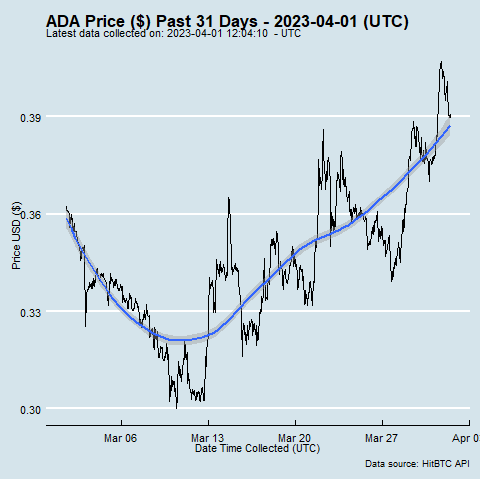 ADA Price ($) Past 31 Days - 2023-04-01 (UTC)
Latest data collected on: 2023-04-01 12:04:10 - UTC
0.39
0.36
Price USD ($)
0.33
0.30
Mar 06
Mar 13
Mar 20
Mar 27
Apr 0
Date Time Collected (UTC)
Data source: HitBTC API